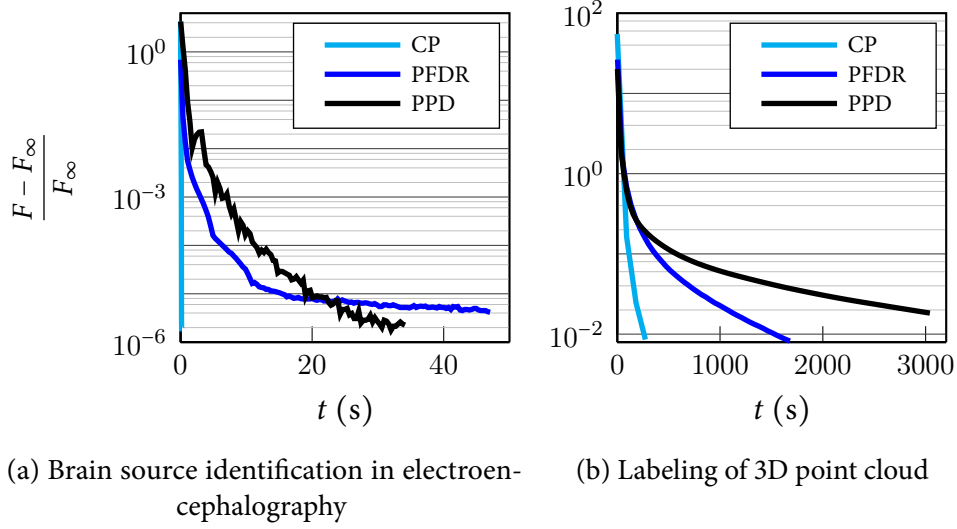 CP
PFDR
PPD
10^0
10^-3
10^-6
F − F∞
F∞
0
20
40
t (s)
(a) Brain source identification in electroen-
cephalography
CP
PFDR
PPD
10^2
10^0
10^-2
0
1000
2000
3000
t (s)
(b) Labeling of 3D point cloud